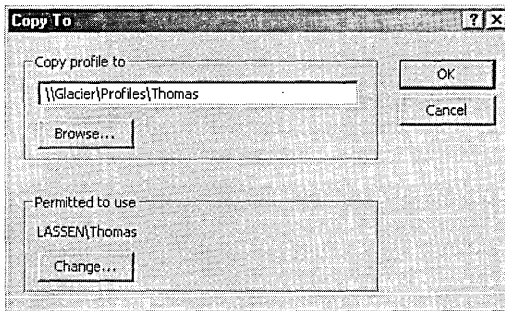 Copy To
? X
Copy profile to
OK
\\Glacier\Profiles\Thomas
Cancel
Browse...
Permitted to use
LASSEN\Thomas
Change...